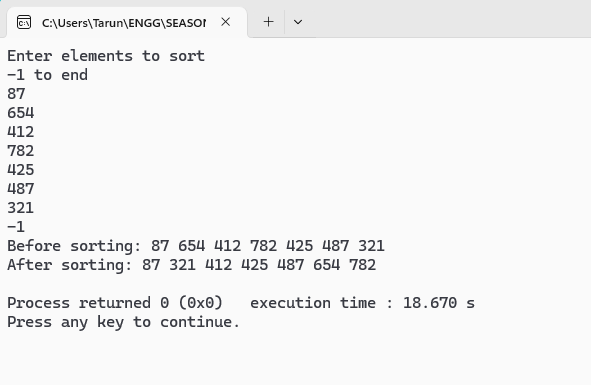 C:\Users\Tarun\ENGG\SEASON
Enter elements to sort
-1 to end
87
654
412
782
425
487
321
-1
Before sorting: 87 654 412 782 425 487 321
After sorting: 87 321 412 425 487 654 782
Process returned 0 (0x0)   execution time : 18.670 s
Press any key to continue.